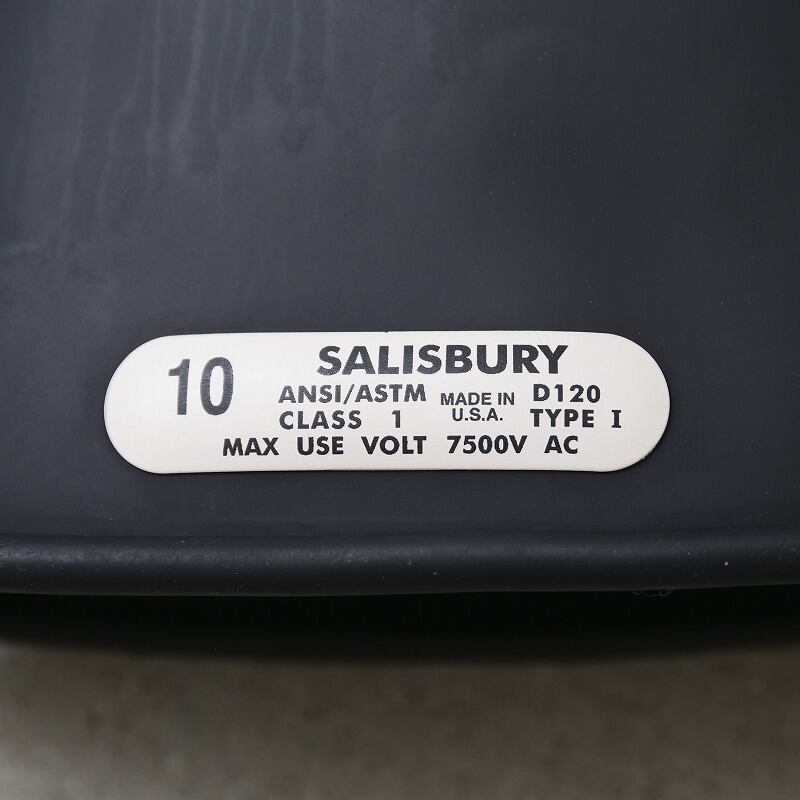 10 SALISBURY
ANSI/ASTM MADE IN D120
CLASS 1 U.S.A. TYPE I
MAX USE VOLT 7500V AC